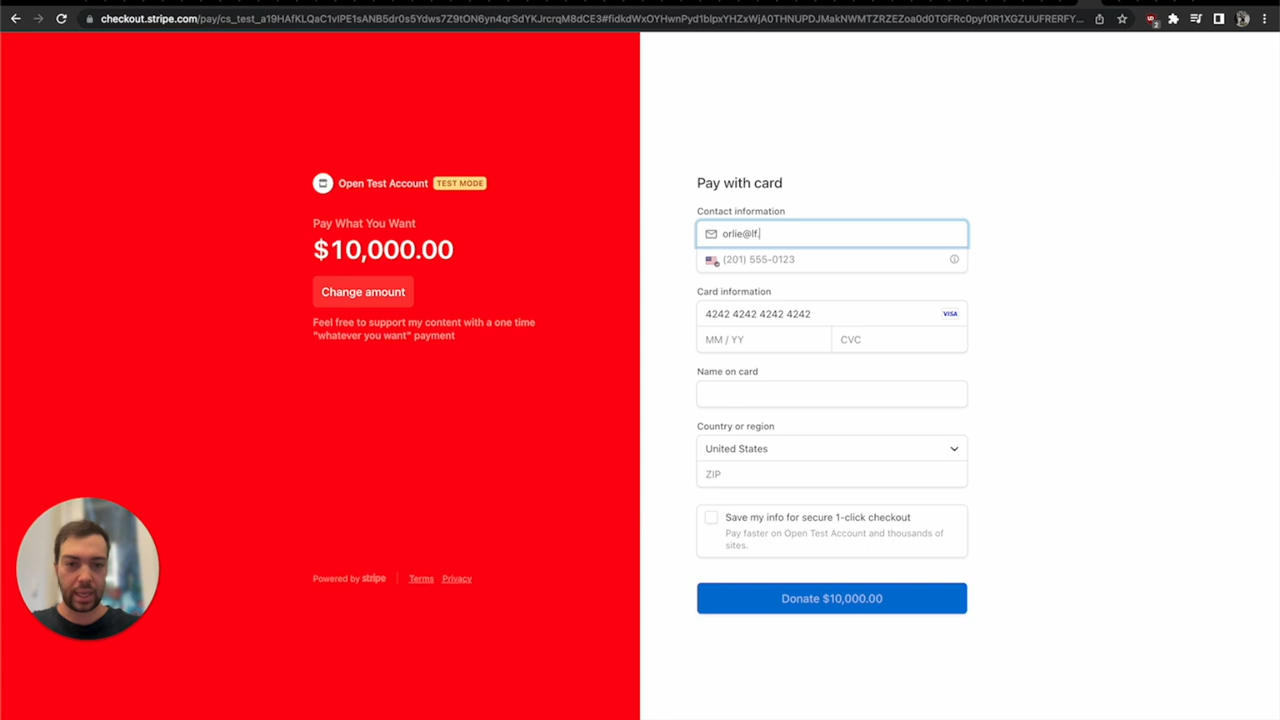 checkout.stripe.com/pay/cs_test_a19HAfKLQaC1vIPE1sANB5dr0s5Ydws7Z9tON6yn4qrSdYKJrcrqM8dCE3#fidkdWxOYHwnPyd1blpxYHZxWjA0THNUPDJMakNWMTZRZEZoa0d0TGFRc0pyf0R1XGZUUFRERFY...
2
Open Test Account TEST MODE
Pay What You Want
$10,000.00
Change amount
Feel free to support my content with a one time
"whatever you want" payment
Powered by stripe Terms Privacy
Pay with card
Contact information
orlie@lf.
(201) 555-0123
Card information
4242 4242 4242 4242 VISA
MM / YY CVC
Name on card
Country or region
United States
ZIP
Save my info for secure 1-click checkout
Pay faster on Open Test Account and thousands of
sites.
Donate $10,000.00